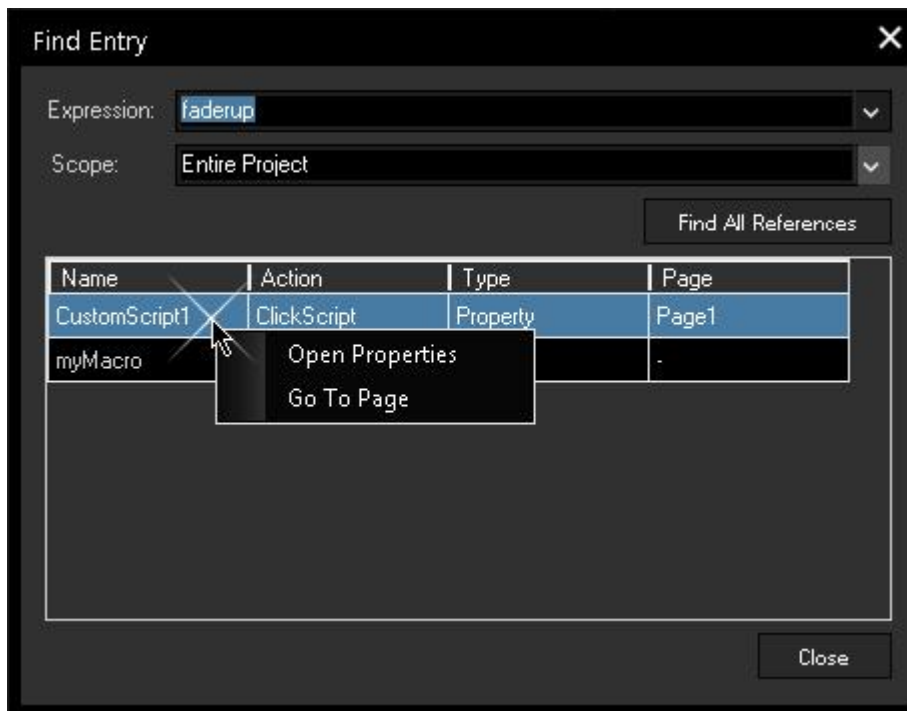 Find Entry
Expression: faderup
Scope: Entire Project
Find All References
Name Action Type Page
CustomScript1 ClickScript Property Page1
myMacro -
Open Properties
Go To Page
Close